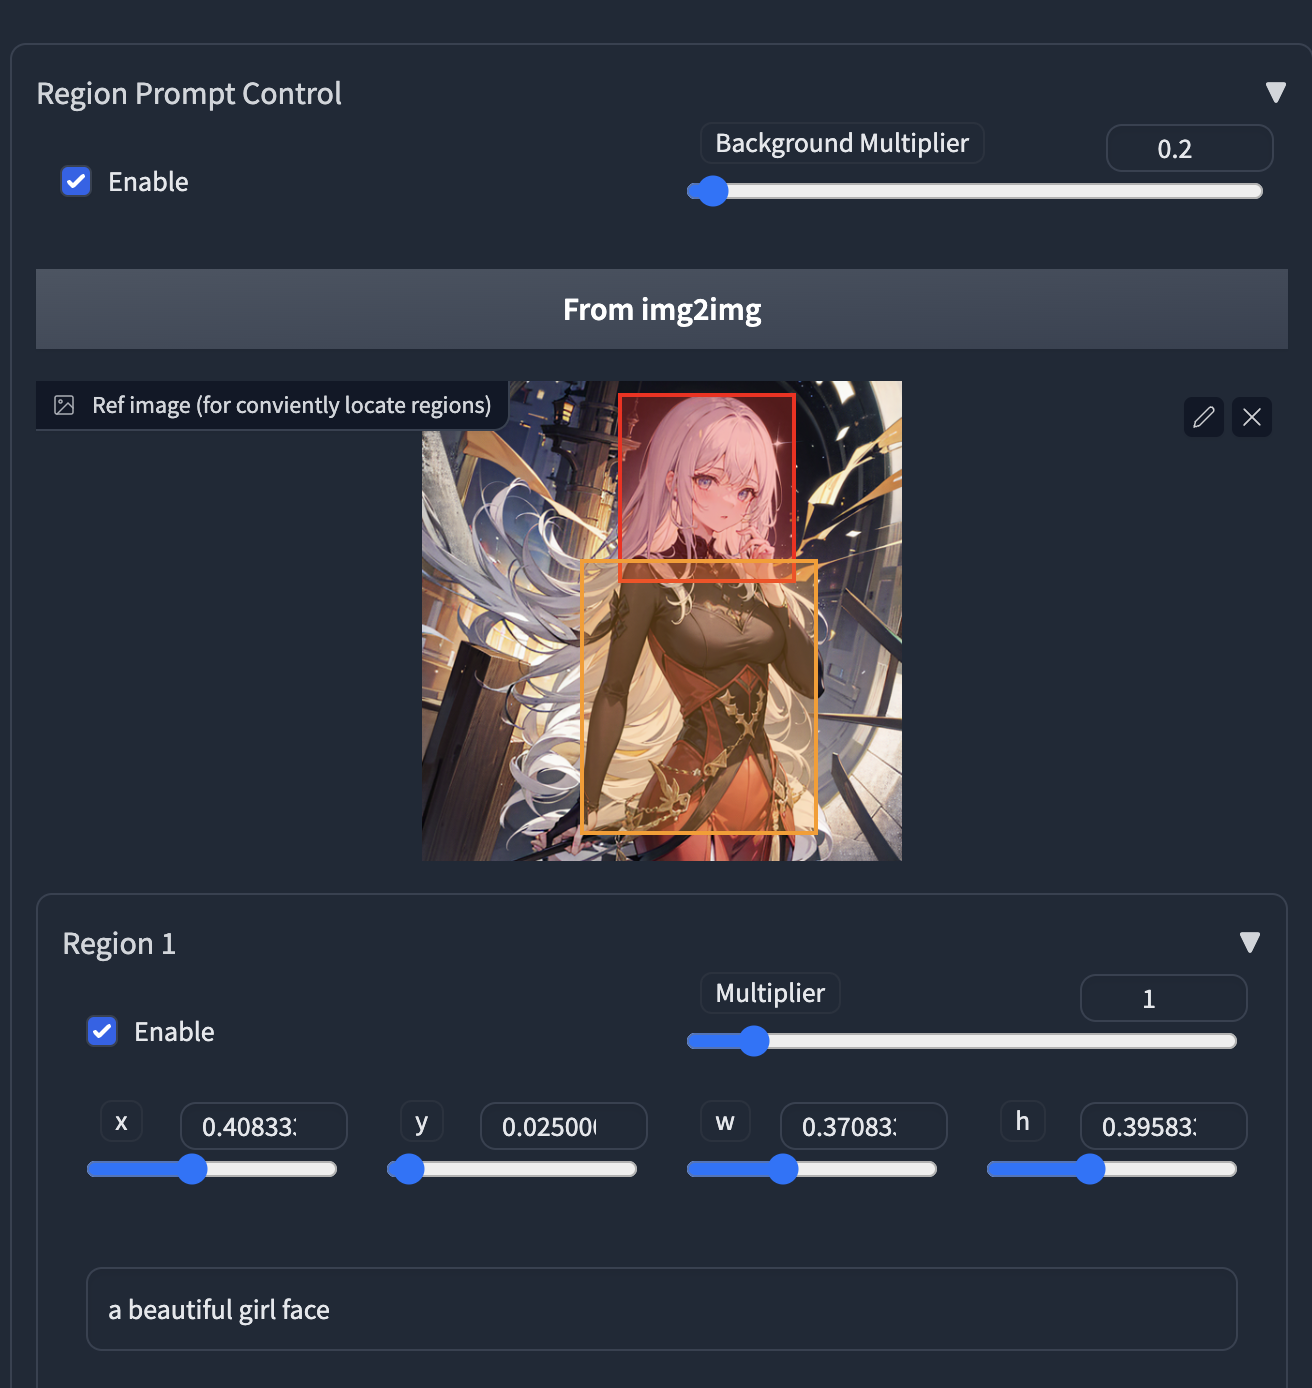 Region Prompt Control
Enable
Background Multiplier
0.2
From img2img
Ref image (for conviently locate regions)
Region 1
Enable
Multiplier
1
x
0.40833
y
0.02500
w
0.37083
h
0.39583
a beautiful girl face